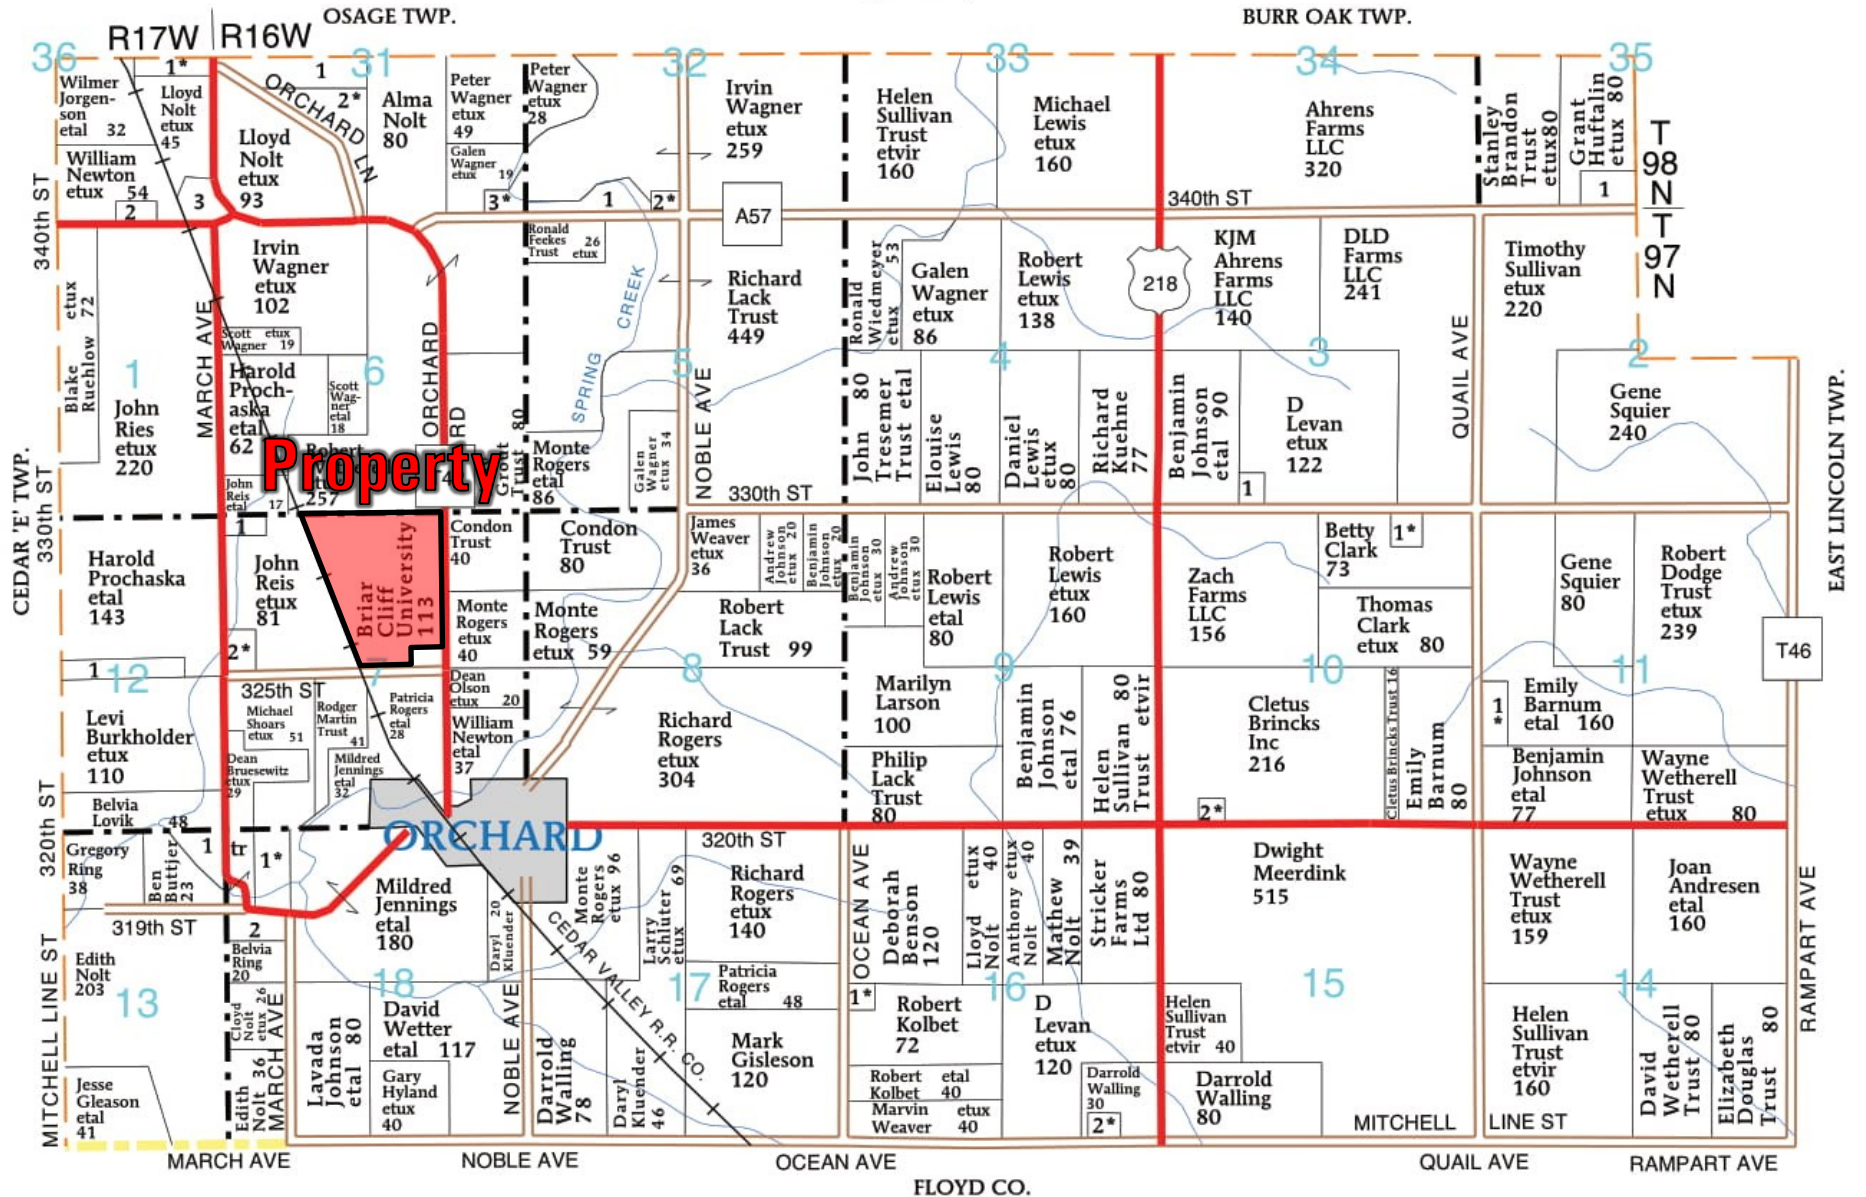 OSAGE TWP.
BURR OAK TWP.
R17W
R16W
36
31
32
33
34
35
Wilmer
Jorgen-
son
etal 32
1*
Lloyd
Nolt
etux
45
William
Newton
etux
54
2
3
1
2*
ORCHARD LN
Lloyd
Nolt
etux
93
Alma
Nolt
80
Peter
Wagner
etux
49
Galen
Wagner
etux 19
3*
Peter
Wagner
etux
28
1
2*
Irvin
Wagner
etux
259
Helen
Sullivan
Trust
etvir
160
Michael
Lewis
etux
160
Ahrens
Farms
LLC
320
Stanley
Brandon
Trust
etux80
Grant
Huftalin
etux 80
1
T
98
N
T
97
N
340th ST
A57
340th ST
218
CEDAR 'E' TWP.
EAST LINCOLN TWP.
Blake
Ruehlow
etux
72
1
John
Ries
etux
220
MARCH AVE
Irvin
Wagner
etux
102
Scott etux
Wagner 19
Harold
Proch-
aska
etal
62
6
Scott
Wag-
ner
etal
18
ORCHARD
RD
Robert
257
John
Reis
etal
17
Property
Ronald
Feekes
Trust
26
etux
SPRING CREEK
Grout
Trust 80
Monte
Rogers
etal
86
Galen
Wagner
etux 34
5
Richard
Lack
Trust
449
NOBLE AVE
330th ST
330th ST
Ronald
Wiedmeyer
etux 53
Galen
Wagner
etux
86
Robert
Lewis
etux
138
4
John 80
Tresemer
Trust etal
Elouise
Lewis
80
Daniel
Lewis
etux
80
Richard
Kuehne
77
KJM
Ahrens
Farms
LLC
140
DLD
Farms
LLC
241
3
Benjamin
Johnson
etal 90
D
Levan
etux
122
1
QUAIL AVE
Timothy
Sullivan
etux
220
2
Gene
Squier
240
Harold
Prochaska
etal
143
1
12
Levi
Burkholder
etux
110
Belvia
Lovik
48
320th ST
1
John
Reis
etux
81
2*
Briar
Cliff
University
113
7
325th ST
Michael
Shoars
etux 51
Rodger
Martin
Trust
41
Patricia
Rogers
etal
28
Dean
Bruesewitz
etux
29
Mildred
Jennings
etal
32
Condon
Trust
40
Monte
Rogers
etux
40
Dean
Olson
etux 20
William
Newton
etal
37
Condon
Trust
80
Monte
Rogers
etux 59
James
Weaver
etux
36
Andrew
Johnson
etux 20
Benjamin
Johnson
etux 20
Robert
Lack
Trust 99
8
Richard
Rogers
etux
304
Benjamin
Johnson
etux 30
Andrew
Johnson
etux 30
Robert
Lewis
etal
80
Robert
Lewis
etux
160
9
Marilyn
Larson
100
Philip
Lack
Trust
80
Benjamin
Johnson
etal 76
Helen
Sullivan 80
Trust etvir
Zach
Farms
LLC
156
Betty
Clark
73
1*
Thomas
Clark
etux 80
10
Cletus
Brincks
Inc
216
2*
Cletus Brincks Trust 16
Emily
Barnum
80
Gene
Squier
80
Robert
Dodge
Trust
etux
239
11
1
*
Emily
Barnum
etal 160
Benjamin
Johnson
etal
77
Wayne
Wetherell
Trust
etux 80
T46
ORCHARD
320th ST
Gregory
Ring
38
Ben
Buttjer
23
1
tr
1*
319th ST
2
Belvia
Ring
20
Edith
Nolt
203
13
Jesse
Gleason
etal
41
MITCHELL LINE ST
Cloyd
Nolt
etux 26
Edith
Nolt 36
MARCH AVE
Mildred
Jennings
etal
180
18
Daryl 20
Kluender
Lavada
Johnson
etal 80
David
Wetter
etal 117
Gary
Hyland
etux
40
NOBLE AVE
Monte
Rogers
etux 96
Larry
Schluter
etux 69
Richard
Rogers
etux
140
17
Patricia
Rogers
etal 48
CEDAR VALLEY R.R. CO.
Darrold
Walling
78
Daryl
Kluender
46
Mark
Gisleson
120
OCEAN AVE
Deborah
Benson
120
Lloyd etux
Nolt 40
Anthony etux
Nolt 40
Mathew 39
Nolt
Stricker
Farms
Ltd 80
16
1*
Robert
Kolbet
72
Robert etal
Kolbet 40
Marvin etux
Weaver 40
D
Levan
etux
120
Darrold
Walling
30
2*
Dwight
Meerdink
515
15
Helen
Sullivan
Trust
etvir 40
Darrold
Walling
80
MITCHELL
LINE ST
Wayne
Wetherell
Trust
etux
159
Joan
Andresen
etal
160
14
Helen
Sullivan
Trust
etvir
160
David
Wetherell
Trust 80
Elizabeth
Douglas
Trust 80
RAMPART AVE
MARCH AVE
NOBLE AVE
OCEAN AVE
QUAIL AVE
RAMPART AVE
FLOYD CO.